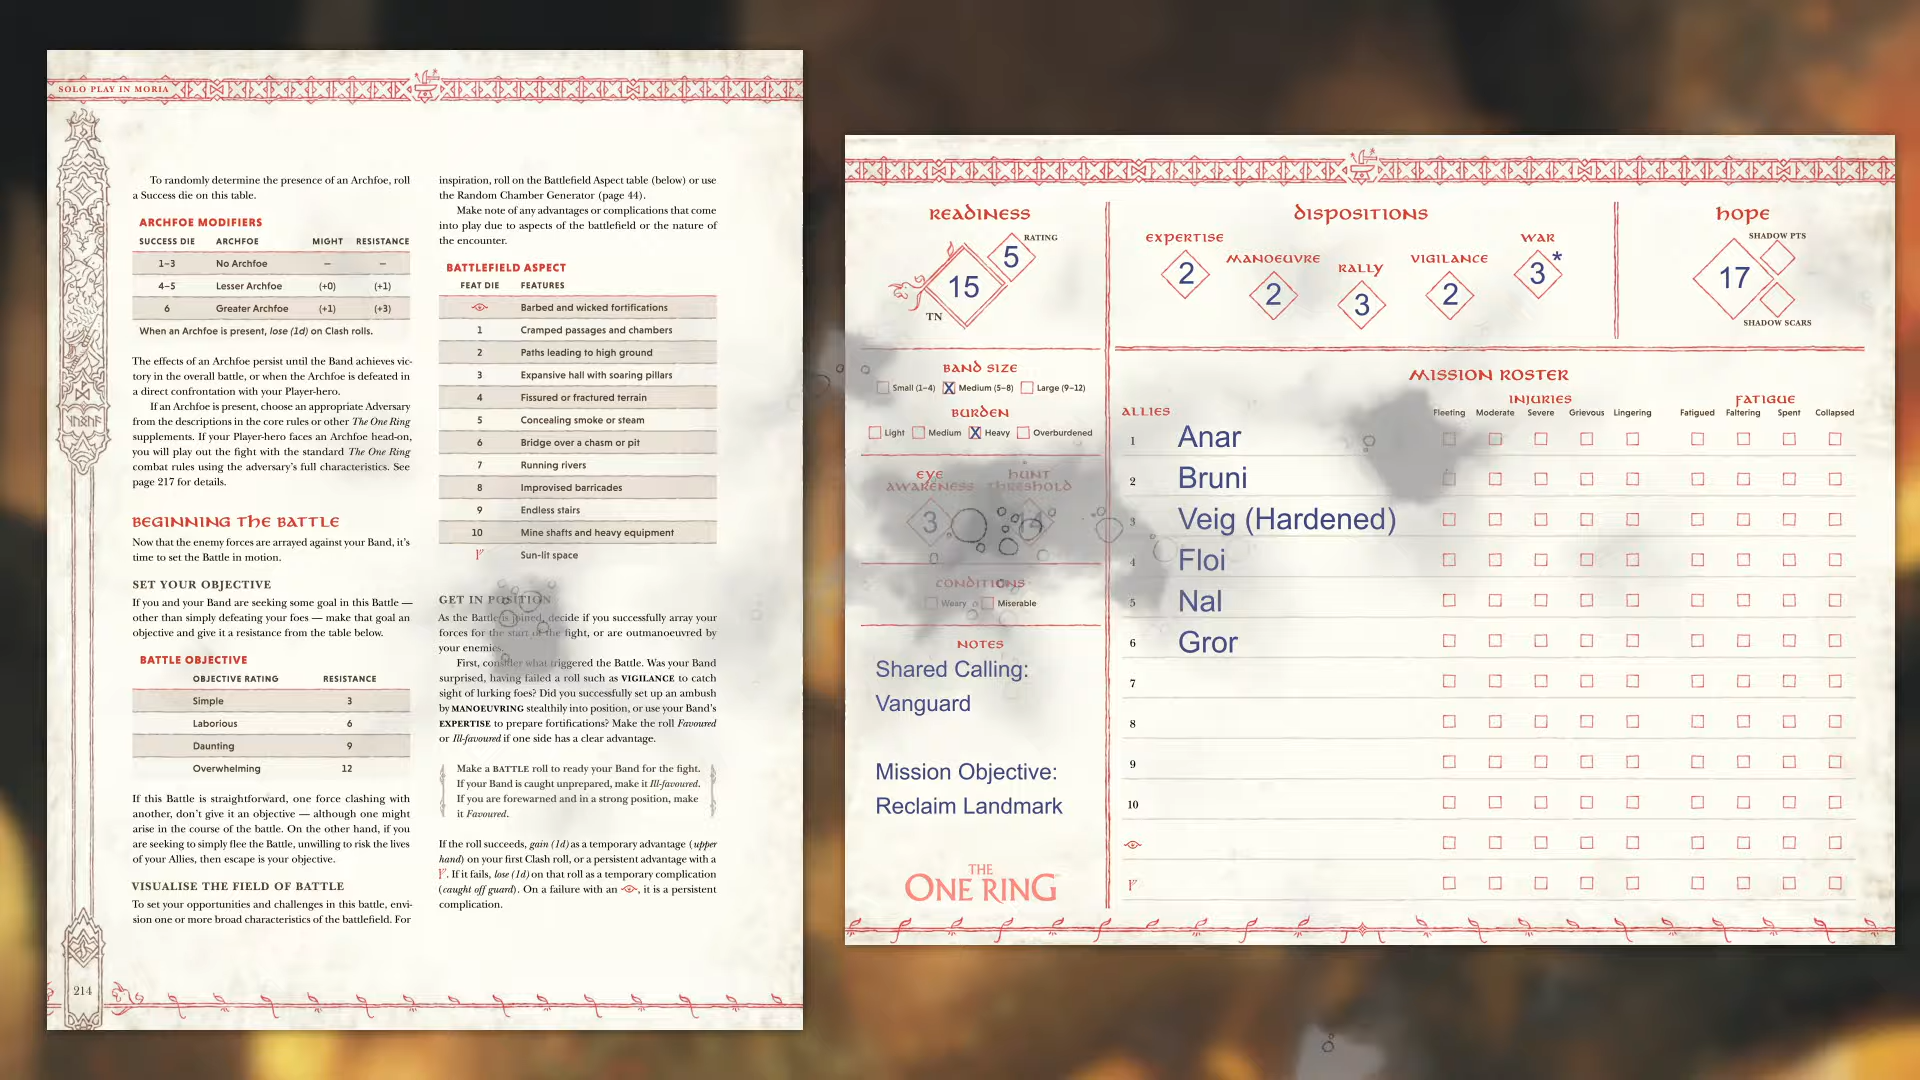 SOLO PLAY IN MORIA
To randomly determine the presence of an Archfoe, roll
a Success die on this table.
ARCHFOE MODIFIERS
SUCCESS DIE ARCHFOE MIGHT RESISTANCE
1–3 No Archfoe — —
4–5 Lesser Archfoe (+0) (+1)
6 Greater Archfoe (+1) (+3)
When an Archfoe is present, lose (1d) on Clash rolls.
The effects of an Archfoe persist until the Band achieves vic-
tory in the overall battle, or when the Archfoe is defeated in
a direct confrontation with your Player-hero.
If an Archfoe is present, choose an appropriate Adversary
from the descriptions in the core rules or other The One Ring
supplements. If your Player-hero faces an Archfoe head-on,
you will play out the fight with the standard The One Ring
combat rules using the adversary's full characteristics. See
page 217 for details.
BEGINNING THE BATTLE
Now that the enemy forces are arrayed against your Band, it's
time to set the Battle in motion.
SET YOUR OBJECTIVE
If you and your Band are seeking some goal in this Battle —
other than simply defeating your foes — make that goal an
objective and give it a resistance from the table below.
BATTLE OBJECTIVE
OBJECTIVE RATING RESISTANCE
Simple 3
Laborious 6
Daunting 9
Overwhelming 12
If this Battle is straightforward, one force clashing with
another, don't give it an objective — although one might
arise in the course of the battle. On the other hand, if you
are seeking to simply flee the Battle, unwilling to risk the lives
of your Allies, then escape is your objective.
VISUALISE THE FIELD OF BATTLE
To set your opportunities and challenges in this battle, envi-
sion one or more broad characteristics of the battlefield. For
214
inspiration, roll on the Battlefield Aspect table (below) or use
the Random Chamber Generator (page 44).
Make note of any advantages or complications that come
into play due to aspects of the battlefield or the nature of
the encounter.
BATTLEFIELD ASPECT
FEAT DIE FEATURES
Barbed and wicked fortifications
1 Cramped passages and chambers
2 Paths leading to high ground
3 Expansive hall with soaring pillars
4 Fissured or fractured terrain
5 Concealing smoke or steam
6 Bridge over a chasm or pit
7 Running rivers
8 Improvised barricades
9 Endless stairs
10 Mine shafts and heavy equipment
Sun-lit space
GET IN POSITION
As the Battle is joined, decide if you successfully array your
forces for the start of the fight, or are outmanoeuvred by
your enemies.
First, consider what triggered the Battle. Was your Band
surprised, having failed a roll such as VIGILANCE to catch
sight of lurking foes? Did you successfully set up an ambush
by MANOEUVRING stealthily into position, or use your Band's
EXPERTISE to prepare fortifications? Make the roll Favoured
or Ill-favoured if one side has a clear advantage.
Make a BATTLE roll to ready your Band for the fight.
If your Band is caught unprepared, make it Ill-favoured.
If you are forewarned and in a strong position, make
it Favoured.
If the roll succeeds, gain (1d) as a temporary advantage (upper
hand) on your first Clash roll, or a persistent advantage with a
. If it fails, lose (1d) on that roll as a temporary complication
(caught off guard). On a failure with an , it is a persistent
complication.
READINESS
RATING
5
15
TN
DISPOSITIONS
EXPERTISE MANOEUVRE RALLY VIGILANCE WAR
2 2 3 2 3*
HOPE
SHADOW PTS
17
SHADOW SCARS
BAND SIZE
Small (1–4) X Medium (5–8) Large (9–12)
BURDEN
Light Medium X Heavy Overburdened
EYE AWARENESS HUNT THRESHOLD
3 14
CONDITIONS
Weary Miserable
NOTES
Shared Calling:
Vanguard
Mission Objective:
Reclaim Landmark
THE
ONE RING
MISSION ROSTER
ALLIES INJURIES FATIGUE
Fleeting Moderate Severe Grievous Lingering Fatigued Faltering Spent Collapsed
1 Anar
2 Bruni
3 Veig (Hardened)
4 Floi
5 Nal
6 Gror
7
8
9
10